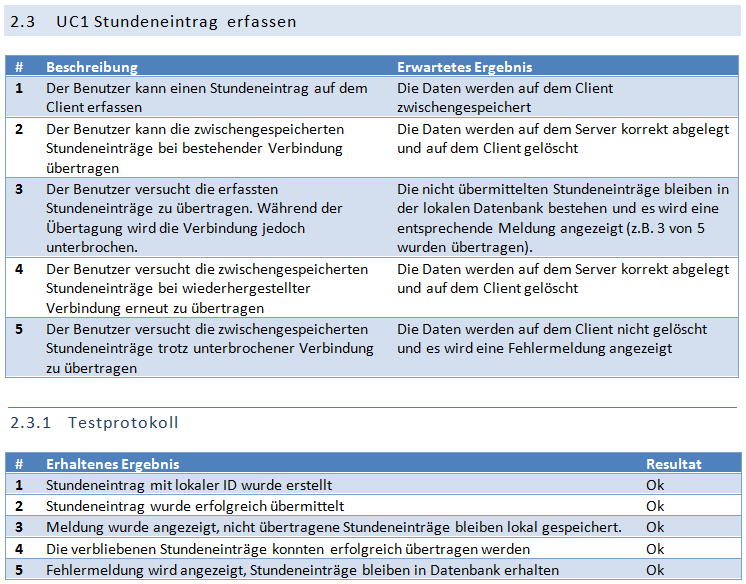 2.3 UC1 Stundeneintrag erfassen
# Beschreibung Erwartetes Ergebnis
1 Der Benutzer kann einen Stundeneintrag auf dem Die Daten werden auf dem Client
Client erfassen zwischengespeichert
2 Der Benutzer kann die zwischengespeicherten Die Daten werden auf dem Server korrekt abgelegt
Stundeneinträge bei bestehender Verbindung und auf dem Client gelöscht
übertragen
3 Der Benutzer versucht die erfassten Die nicht übermittelten Stundeneinträge bleiben in
Stundeneinträge zu übertragen. Während der der lokalen Datenbank bestehen und es wird eine
Übertagung wird die Verbindung jedoch entsprechende Meldung angezeigt (z.B. 3 von 5
unterbrochen. wurden übertragen).
4 Der Benutzer versucht die zwischengespeicherten Die Daten werden auf dem Server korrekt abgelegt
Stundeneinträge bei wiederhergestellter und auf dem Client gelöscht
Verbindung erneut zu übertragen
5 Der Benutzer versucht die zwischengespeicherten Die Daten werden auf dem Client nicht gelöscht
Stundeneinträge trotz unterbrochener Verbindung und es wird eine Fehlermeldung angezeigt
zu übertragen
2.3.1 Testprotokoll
# Erhaltenes Ergebnis Resultat
1 Stundeneintrag mit lokaler ID wurde erstellt Ok
2 Stundeneintrag wurde erfolgreich übermittelt Ok
3 Meldung wurde angezeigt, nicht übertragene Stundeneinträge bleiben lokal gespeichert. Ok
4 Die verbliebenen Stundeneinträge konnten erfolgreich übertragen werden Ok
5 Fehlermeldung wird angezeigt, Stundeneinträge bleiben in Datenbank erhalten Ok